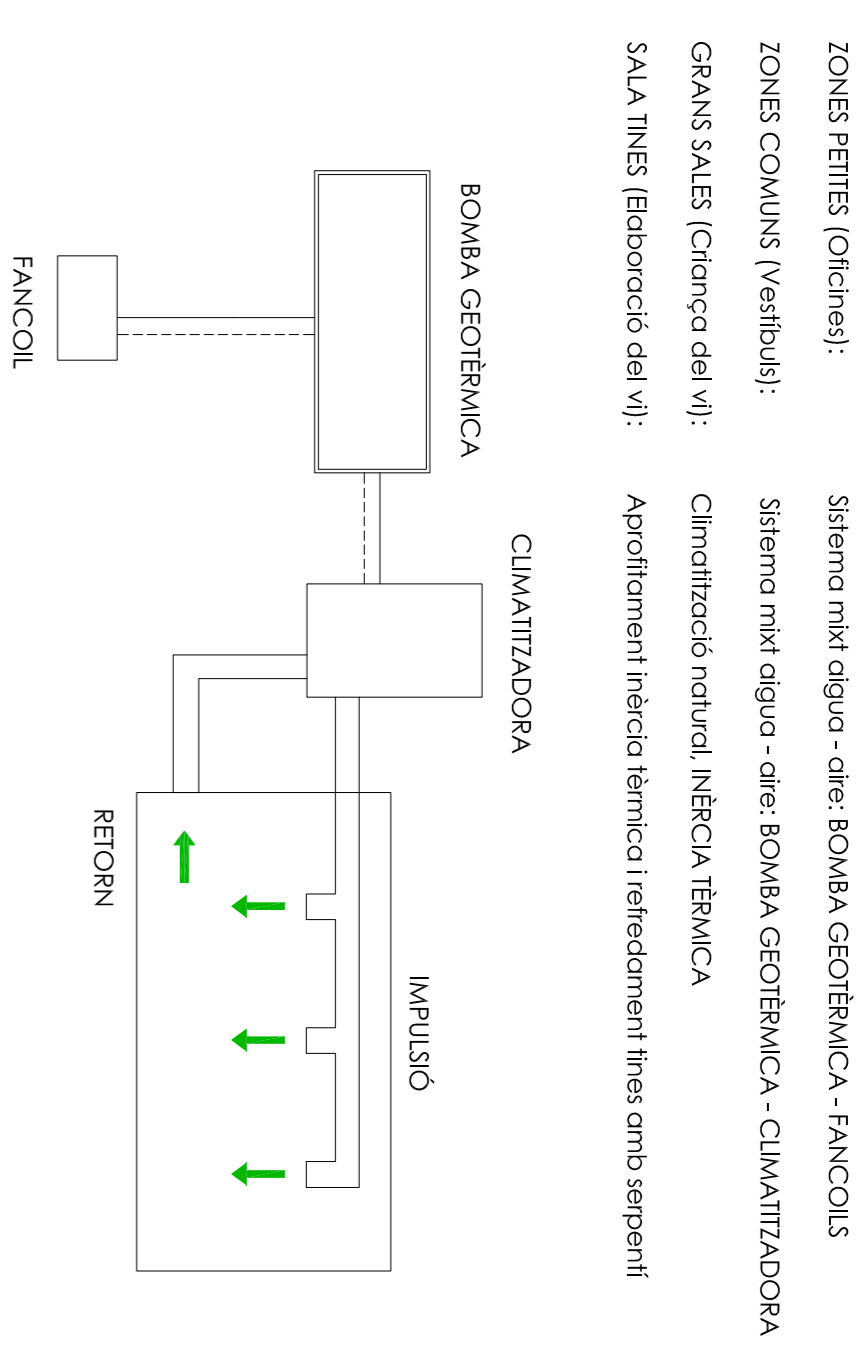 ZONES PETITES (Oficines): Sistema mixt aigua - aire: BOMBA GEOTÈRMICA - FANCOILS
ZONES COMUNS (Vestíbuls): Sistema mixt aigua - aire: BOMBA GEOTÈRMICA - CLIMATITZADORA
GRANS SALES (Criança del vi): Climatització natural, INÈRCIA TÈRMICA
SALA TINES (Elaboració del vi): Aprofitament inèrcia tèrmica i refredament tines amb serpentí
CLIMATITZADORA
BOMBA GEOTÈRMICA
IMPULSIÓ
RETORN
FANCOIL